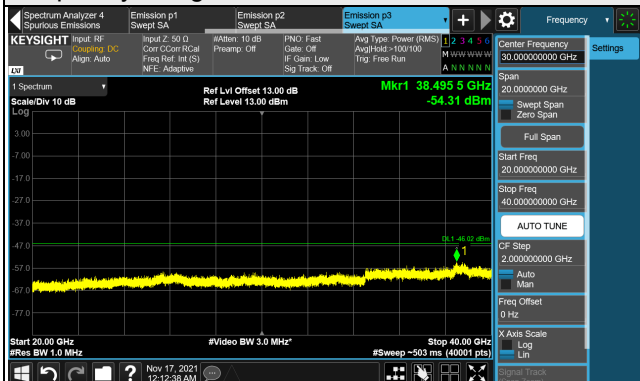 Spectrum Analyzer 4
Spurious Emissions
Emission p1
Swept SA
Emission p2
Swept SA
Emission p3
Swept SA
Frequency
KEYSIGHT
Input: RF
Coupling: DC
Align: Auto
Input Z: 50 Ω
Corr CCorr RCal
Freq Ref: Int (S)
NFE: Adaptive
#Atten: 10 dB
Preamp: Off
PNO: Fast
Gate: Off
IF Gain: Low
Sig Track: Off
Avg Type: Power (RMS)
Avg|Hold:>100/100
Trig: Free Run
1 2 3 4 5 6
M W W W W W
A N N N N N
LXI
1 Spectrum
Scale/Div 10 dB
Ref Lvl Offset 13.00 dB
Ref Level 13.00 dBm
Mkr1 38.495 5 GHz
-54.31 dBm
Log
3.00
-7.00
-17.0
-27.0
-37.0
-47.0
-57.0
-67.0
-77.0
DL1 -46.02 dBm
1
Start 20.00 GHz
#Res BW 1.0 MHz
#Video BW 3.0 MHz*
Stop 40.00 GHz
#Sweep ~503 ms (40001 pts)
Center Frequency
30.000000000 GHz
Settings
Span
20.0000000 GHz
Swept Span
Zero Span
Full Span
Start Freq
20.000000000 GHz
Stop Freq
40.000000000 GHz
AUTO TUNE
CF Step
2.000000000 GHz
Auto
Man
Freq Offset
0 Hz
X Axis Scale
Log
Lin
Signal Track
Nov 17, 2021
12:12:38 AM